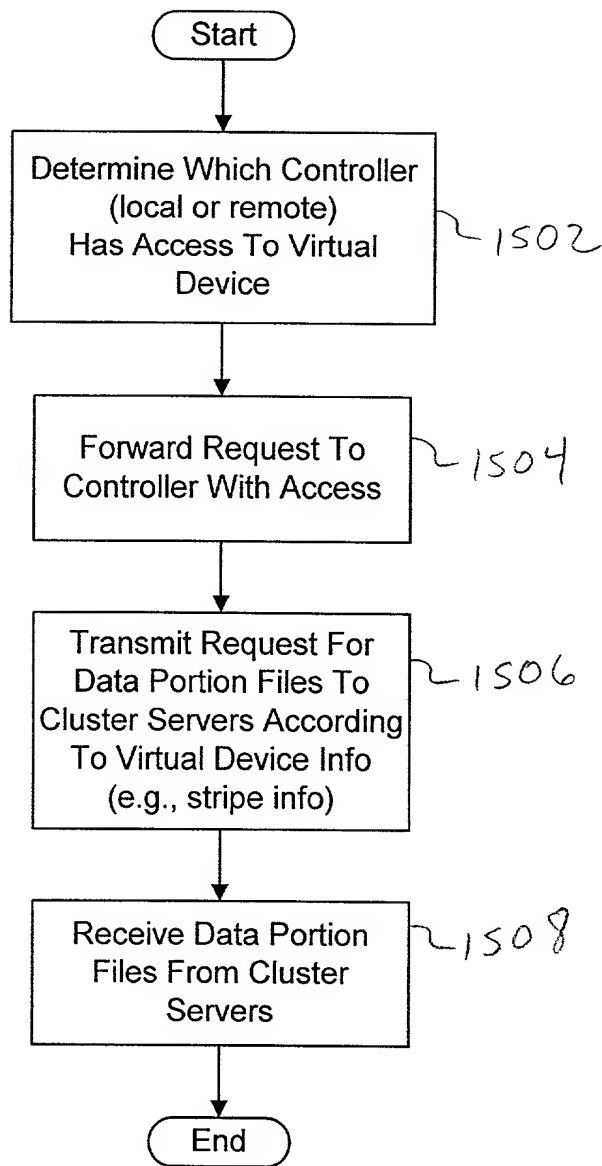 Start
Determine Which Controller
(local or remote)
Has Access To Virtual
Device
1502
Forward Request To
Controller With Access
1504
Transmit Request For
Data Portion Files To
Cluster Servers According
To Virtual Device Info
(e.g., stripe info)
1506
Receive Data Portion
Files From Cluster
Servers
1508
End